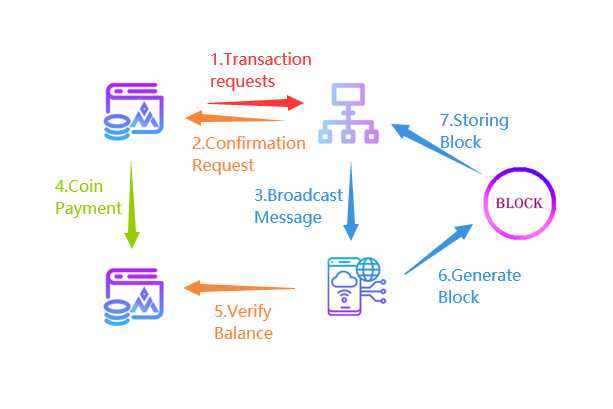 1.Transaction
requests
2.Confirmation
Request
7.Storing
Block
4.Coin
Payment
3.Broadcast
Message
BLOCK
6.Generate
Block
5.Verify
Balance